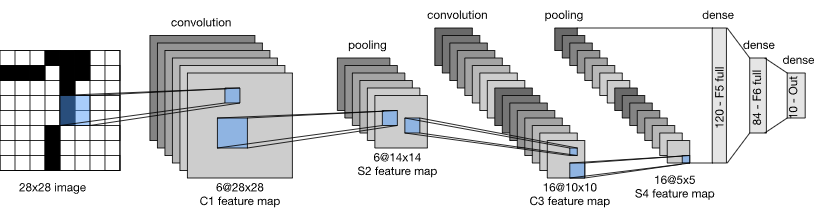 convolution
pooling
convolution
pooling
dense
dense
dense
28x28 image
6@28x28
C1 feature map
6@14x14
S2 feature map
16@10x10
C3 feature map
16@5x5
S4 feature map
120 - F5 full
84 - F6 full
10 - Out